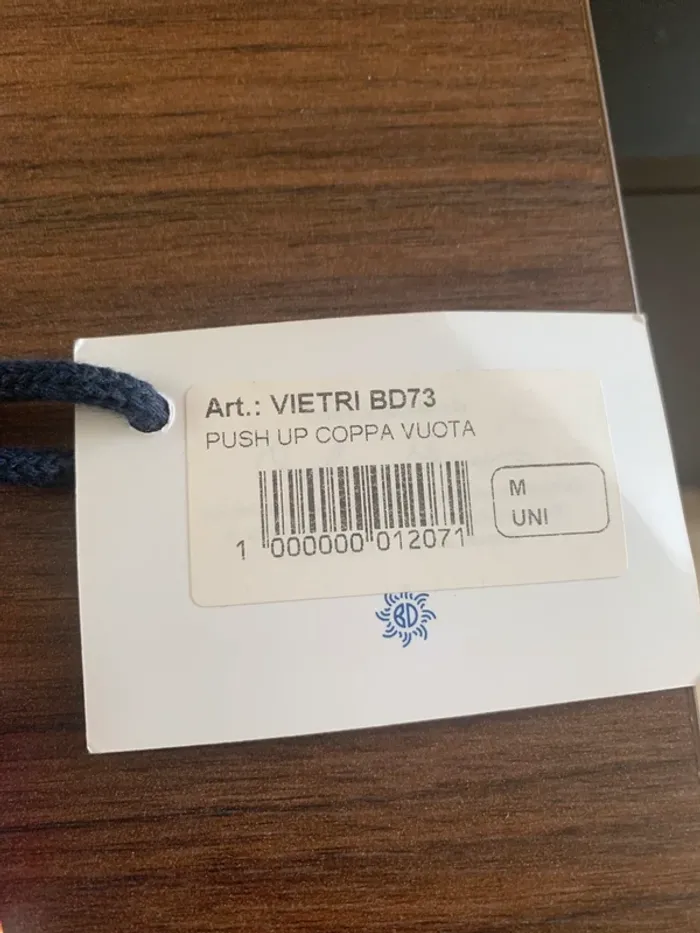 Art.: VIETRI BD73
PUSH UP COPPA VUOTA
M
UNI
1 000000 012071
BD